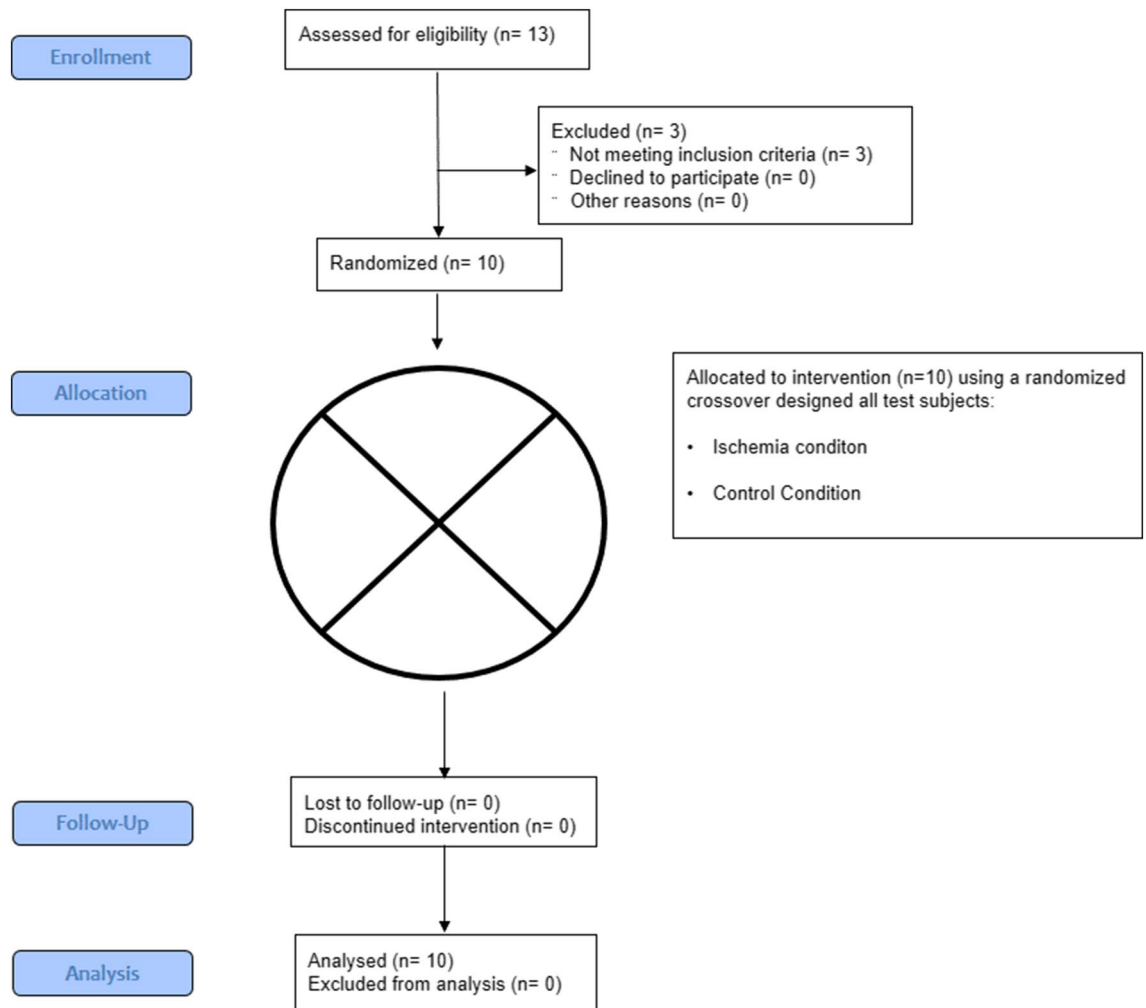 Enrollment
Assessed for eligibility (n= 13)
Excluded (n= 3)
¨ Not meeting inclusion criteria (n= 3)
¨ Declined to participate (n= 0)
¨ Other reasons (n= 0)
Randomized (n= 10)
Allocation
Allocated to intervention (n=10) using a randomized
crossover designed all test subjects:
• Ischemia conditon
• Control Condition
Follow-Up
Lost to follow-up (n= 0)
Discontinued intervention (n= 0)
Analysis
Analysed (n= 10)
Excluded from analysis (n= 0)